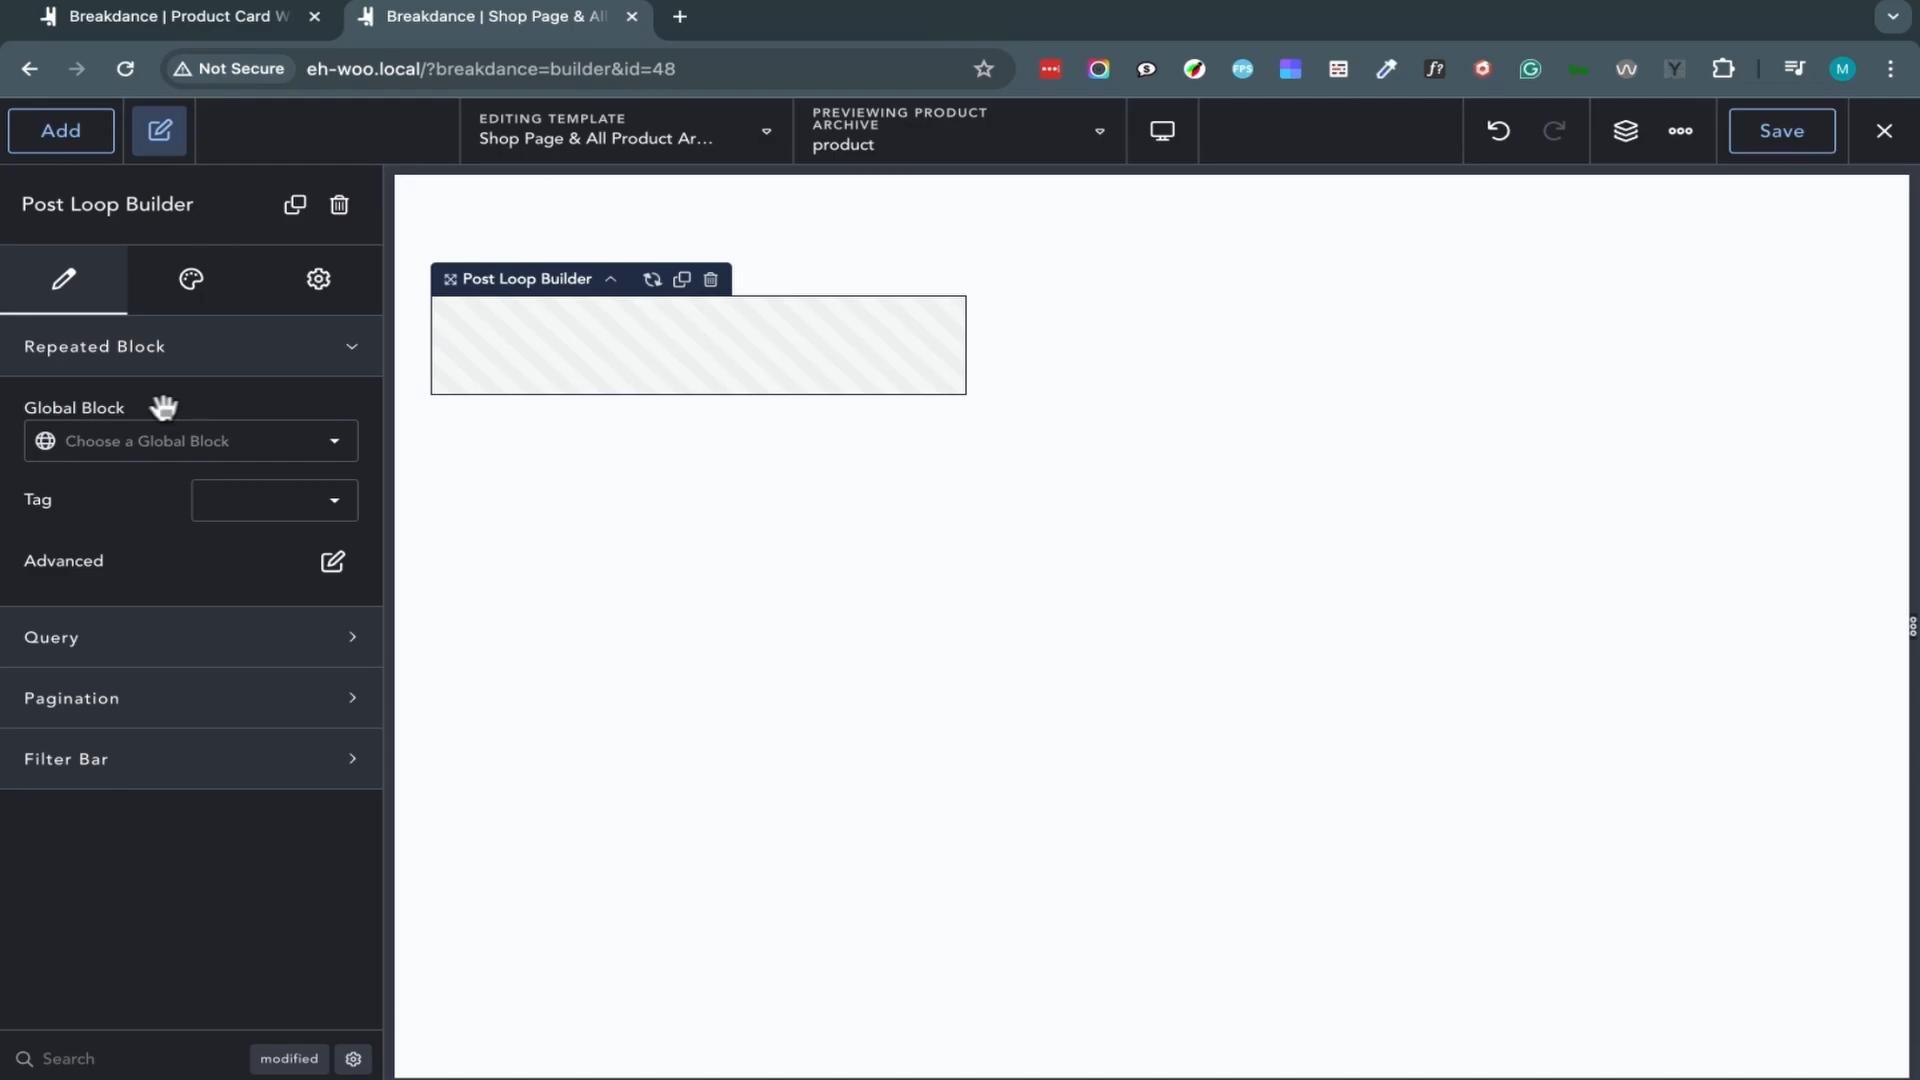 Breakdance | Product Card W
Breakdance | Shop Page & All
Not Secure
eh-woo.local/?breakdance=builder&id=48
FPS
f?
M
Add
EDITING TEMPLATE
Shop Page & All Product Ar...
PREVIEWING PRODUCT
ARCHIVE
product
Save
Post Loop Builder
Post Loop Builder
Repeated Block
Global Block
Choose a Global Block
Tag
Advanced
Query
Pagination
Filter Bar
Search
modified